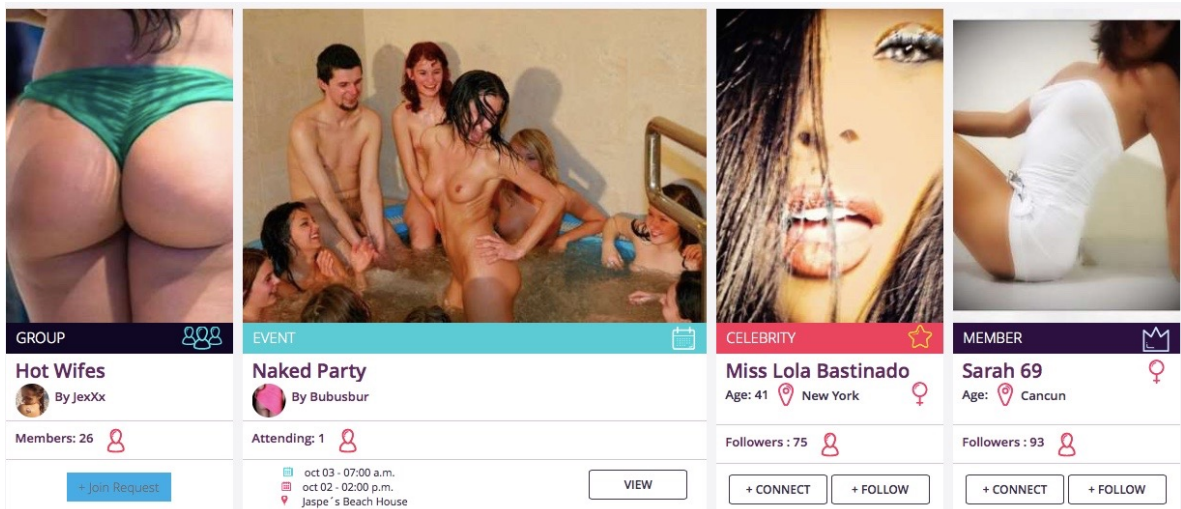 GROUP
Hot Wifes
By JexXx
Members: 26
+ Join Request
EVENT
Naked Party
By Bubusbur
Attending: 1
oct 03 - 07:00 a.m.
oct 02 - 02:00 p.m.
Jaspe´s Beach House
VIEW
CELEBRITY
Miss Lola Bastinado
Age: 41 New York
Followers : 75
+ CONNECT + FOLLOW
MEMBER
Sarah 69
Age: Cancun
Followers : 93
+ CONNECT + FOLLOW